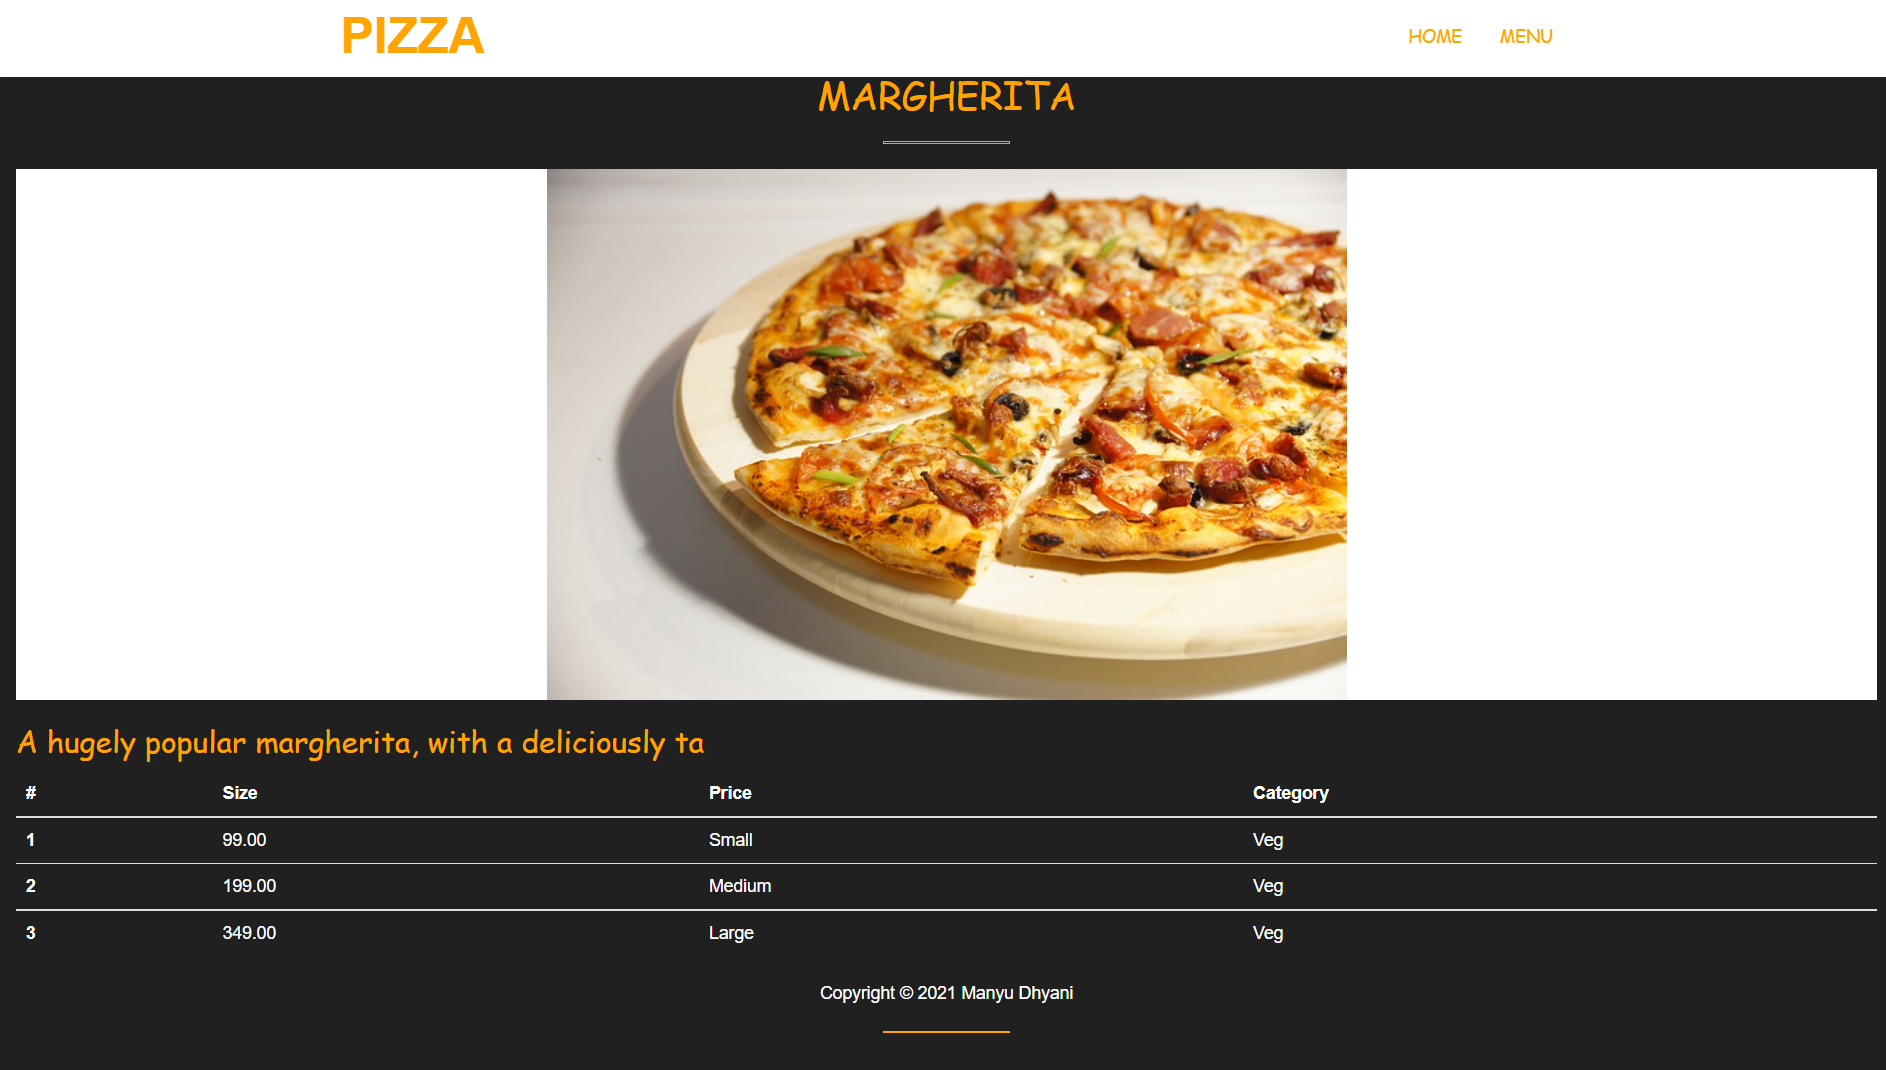 PIZZA HOME MENU
MARGHERITA
A hugely popular margherita, with a deliciously ta
# Size Price Category
1 99.00 Small Veg
2 199.00 Medium Veg
3 349.00 Large Veg
Copyright © 2021 Manyu Dhyani